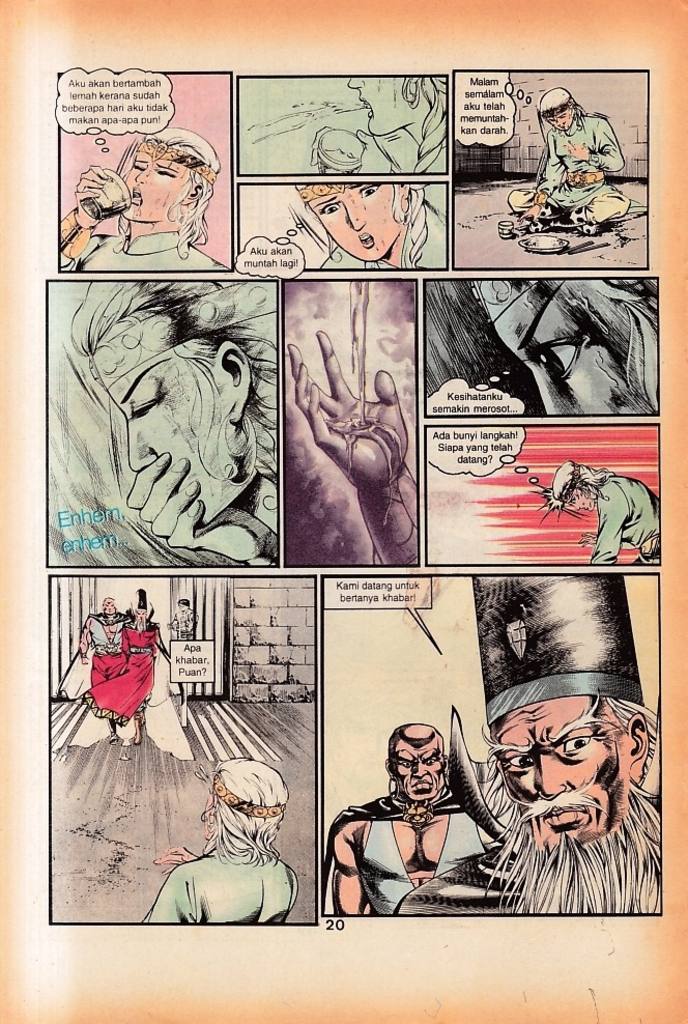 Aku akan bertambah
lemah kerana sudah
beberapa hari aku tidak
makan apa-apa pun!
Aku akan
muntah lagi!
Malam
semalam
aku telah
memuntah-
kan darah.
Enhem,
enhem...
Kesihatanku
semakin merosot...
Ada bunyi langkah!
Siapa yang telah
datang?
Apa
khabar,
Puan?
Kami datang untuk
bertanya khabar!
20